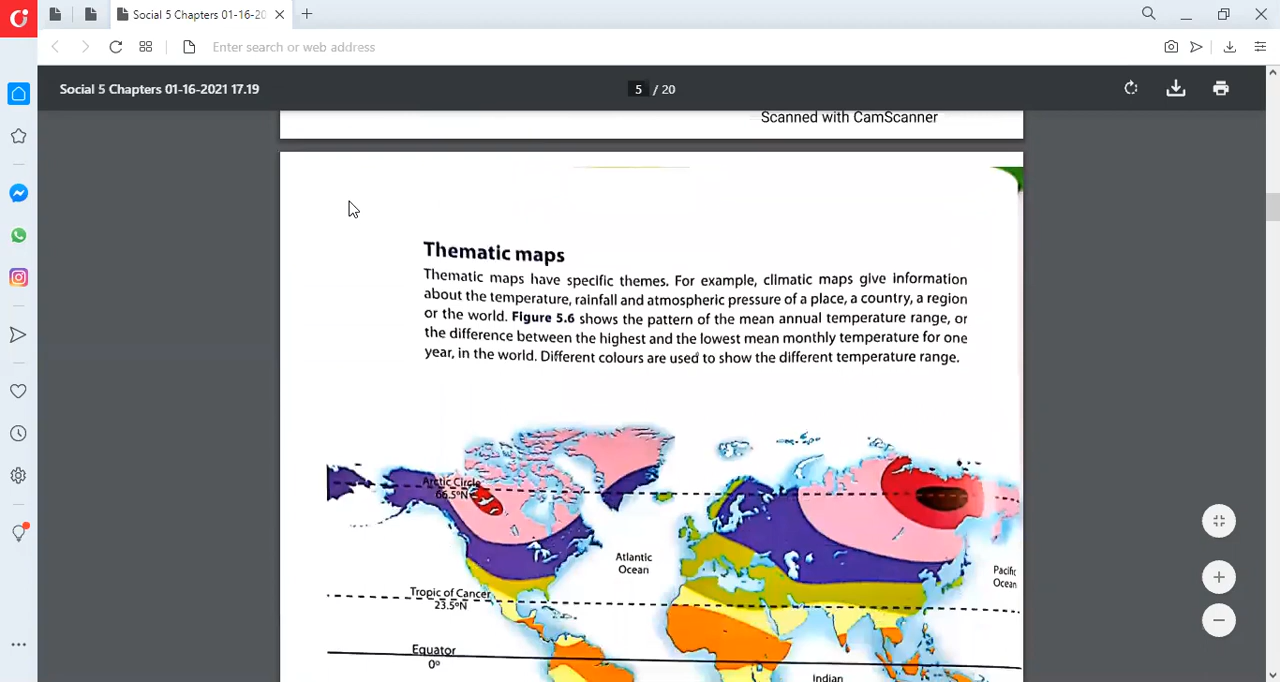 Social 5 Chapters 01-16-20
Enter search or web address
Social 5 Chapters 01-16-2021 17.19
5 / 20
Scanned with CamScanner
Thematic maps
Thematic maps have specific themes. For example, climatic maps give information
about the temperature, rainfall and atmospheric pressure of a place, a country, a region
or the world. Figure 5.6 shows the pattern of the mean annual temperature range, or
the difference between the highest and the lowest mean monthly temperature for one
year, in the world. Different colours are used to show the different temperature range.
Arctic Circle
66.5°N
Atlantic
Ocean
Pacific
Ocean
Tropic of Cancer
23.5°N
Equator
0°
Indian